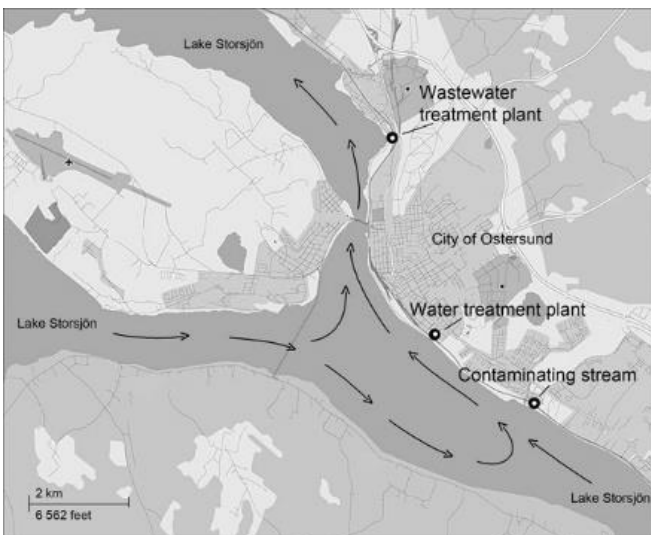 Lake Storsjön
Wastewater
treatment plant
City of Ostersund
Water treatment plant
Lake Storsjön
Contaminating stream
2 km
6 562 feet
Lake Storsjön